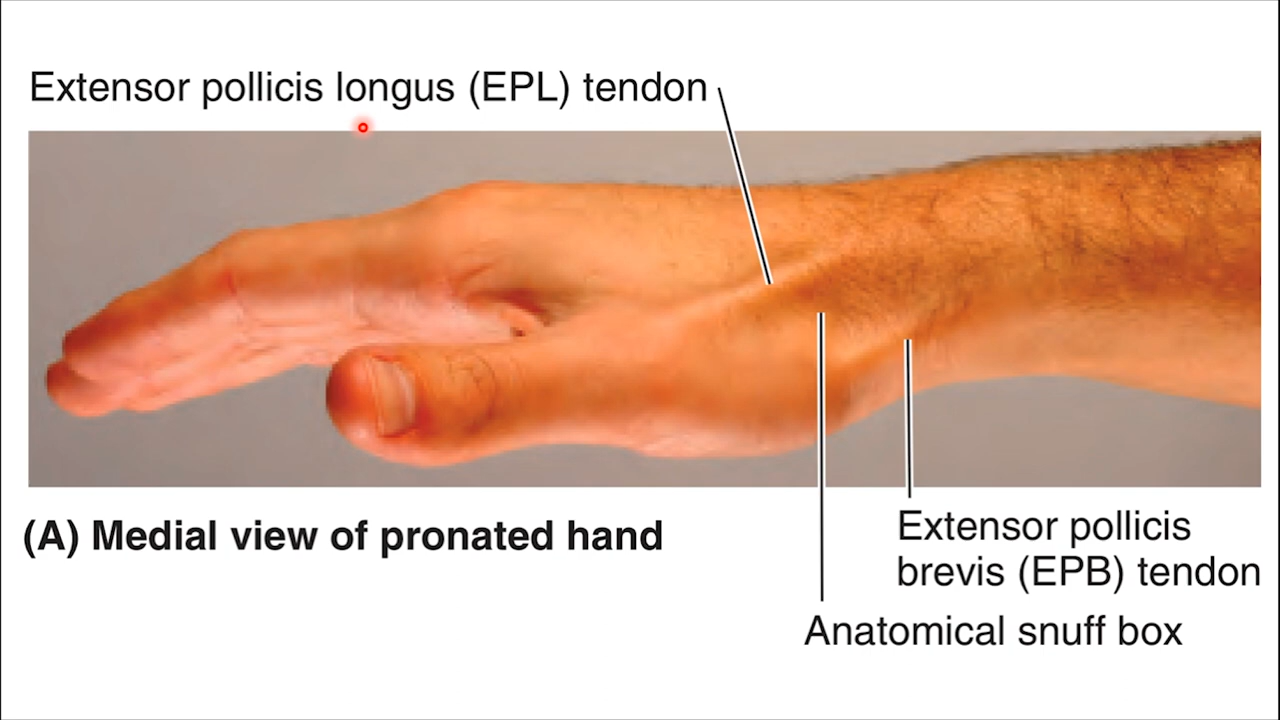 Extensor pollicis longus (EPL) tendon
(A) Medial view of pronated hand
Extensor pollicis
brevis (EPB) tendon
Anatomical snuff box